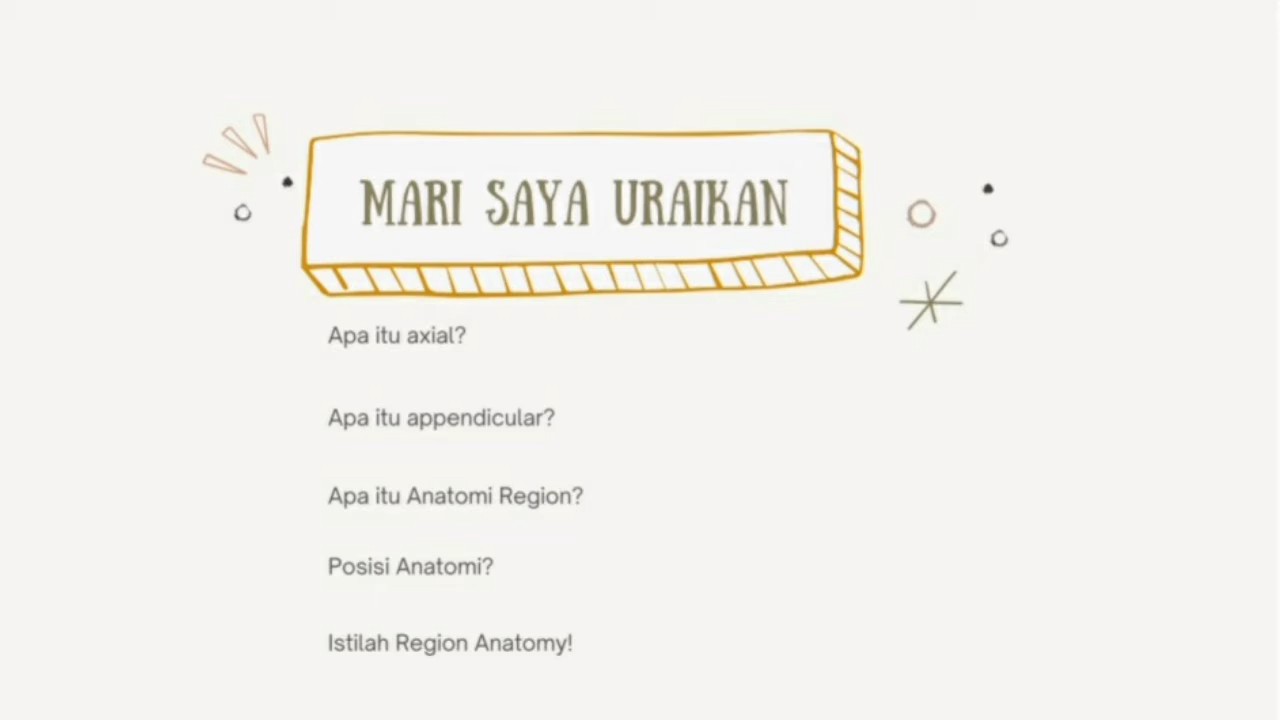 MARI SAYA URAIKAN
Apa itu axial?
Apa itu appendicular?
Apa itu Anatomi Region?
Posisi Anatomi?
Istilah Region Anatomy!